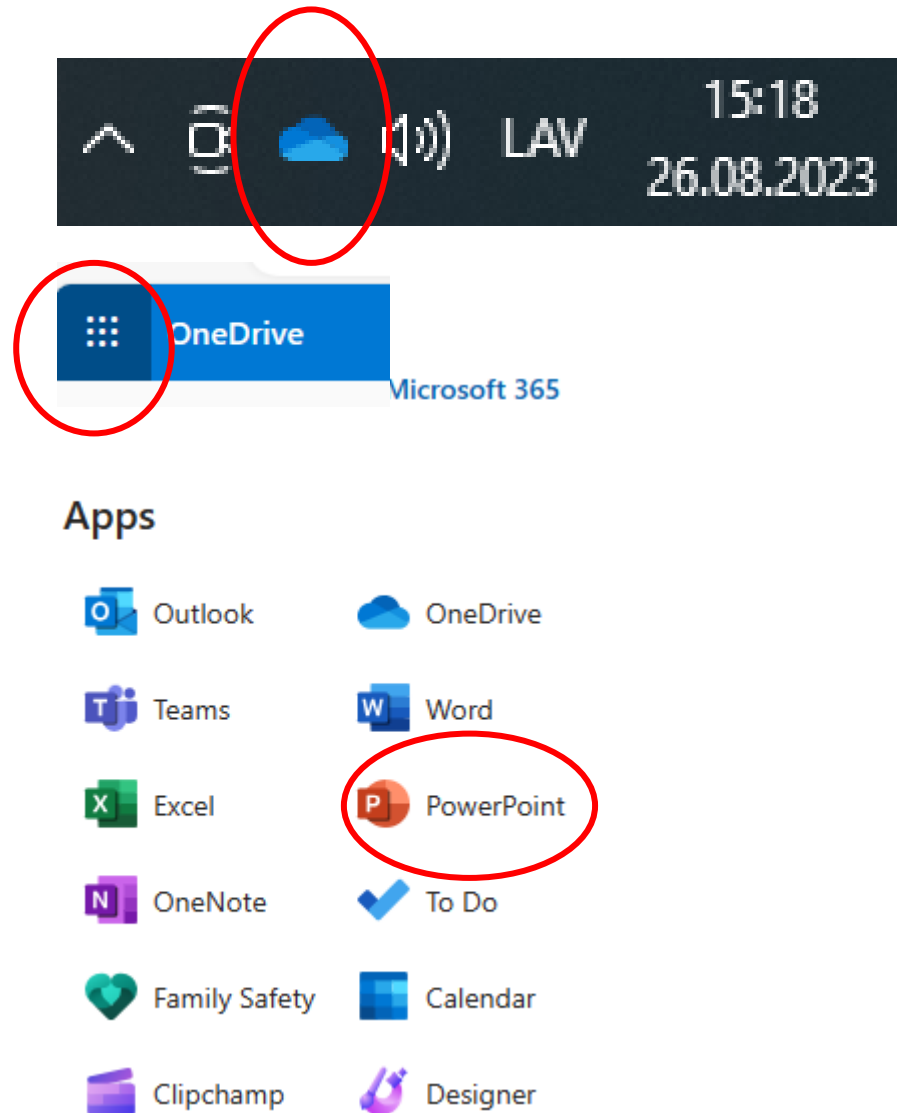 15:18
LAV
26.08.2023
OneDrive
Microsoft 365
Apps
Outlook OneDrive
Teams Word
Excel PowerPoint
OneNote To Do
Family Safety Calendar
Clipchamp Designer